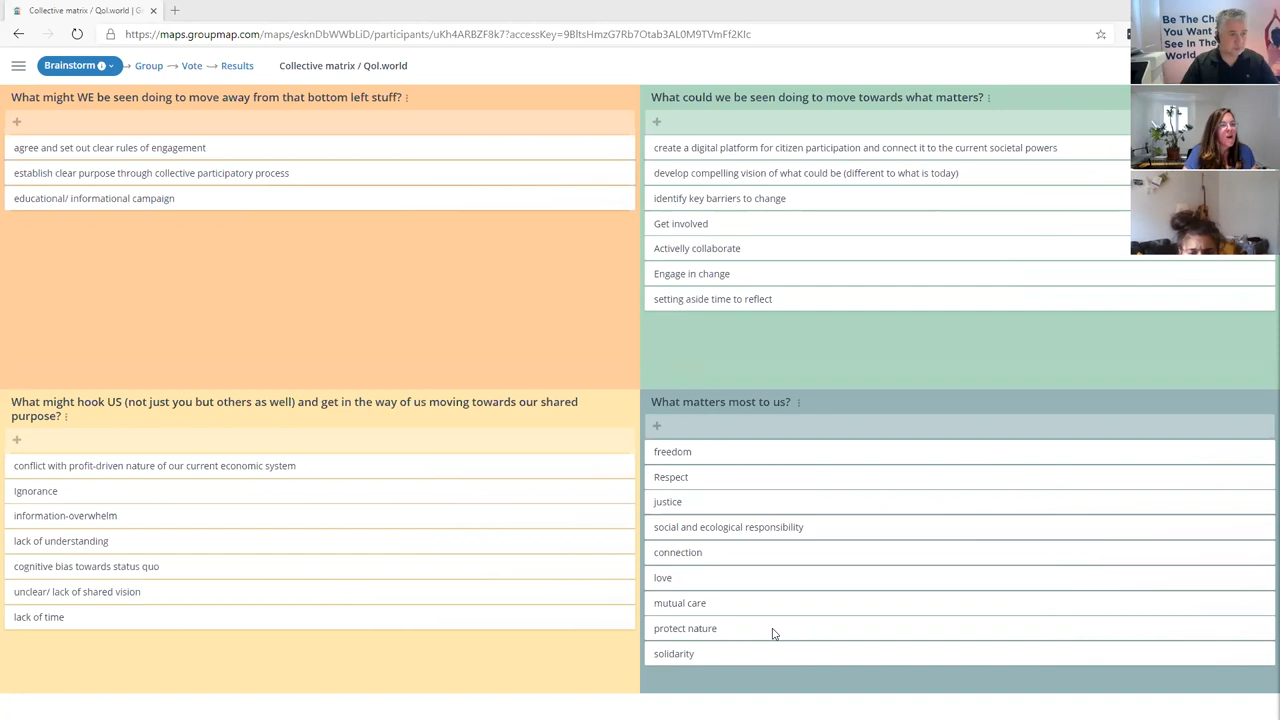 Collective matrix / Qol.world | G
https://maps.groupmap.com/maps/esknDbWWbLiD/participants/uKh4ARBZF8k7?accessKey=9BltsHmzG7Rb7Otab3AL0M9TVmFf2KIc
Be The Cha
You Want
See In The
World.
Brainstorm
Group
Vote
Results
Collective matrix / Qol.world
What might WE be seen doing to move away from that bottom left stuff?
agree and set out clear rules of engagement
establish clear purpose through collective participatory process
educational/ informational campaign
What could we be seen doing to move towards what matters?
create a digital platform for citizen participation and connect it to the current societal powers
develop compelling vision of what could be (different to what is today)
identify key barriers to change
Get involved
Activelly collaborate
Engage in change
setting aside time to reflect
What might hook US (not just you but others as well) and get in the way of us moving towards our shared
purpose?
conflict with profit-driven nature of our current economic system
Ignorance
information-overwhelm
lack of understanding
cognitive bias towards status quo
unclear/ lack of shared vision
lack of time
What matters most to us?
freedom
Respect
justice
social and ecological responsibility
connection
love
mutual care
protect nature
solidarity